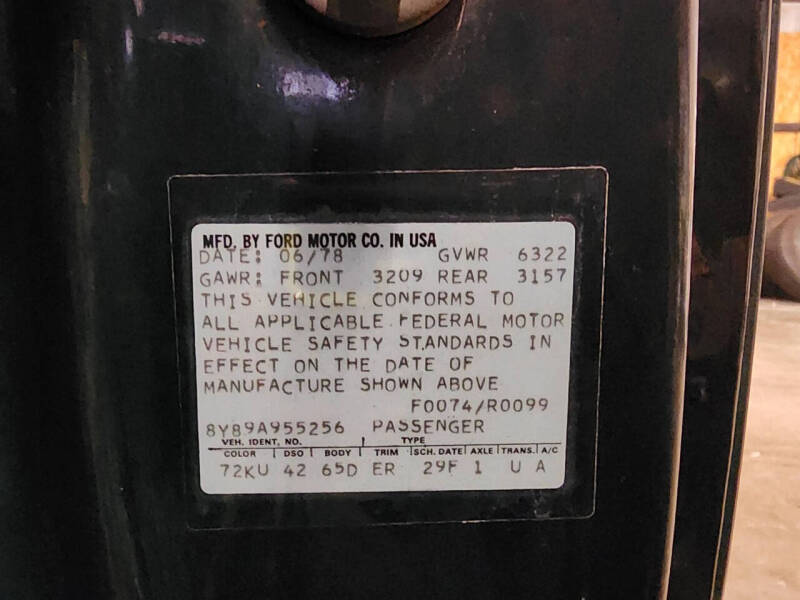 MFD. BY FORD MOTOR CO. IN USA
DATE: 06/78 GVWR 6322
GAWR: FRONT 3209 REAR 3157
THIS VEHICLE CONFORMS TO
ALL APPLICABLE FEDERAL MOTOR
VEHICLE SAFETY STANDARDS IN
EFFECT ON THE DATE OF
MANUFACTURE SHOWN ABOVE
F0074/R0099
8Y89A955256 PASSENGER
VEH. IDENT. NO. TYPE
COLOR DSO BODY TRIM SCH. DATE AXLE TRANS. A/C
72KU 42 65D ER 29F 1 U A